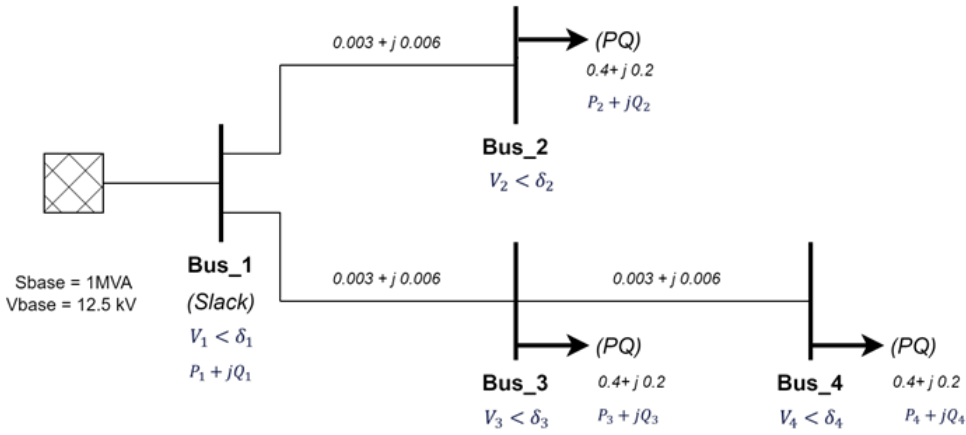 0.003 + j 0.006
(PQ)
0.4+ j 0.2
P₂ + jQ₂
Bus_2
V₂ < δ₂
Sbase = 1MVA
Vbase = 12.5 kV
Bus_1
(Slack)
V₁ < δ₁
P₁ + jQ₁
0.003 + j 0.006
0.003 + j 0.006
(PQ)
Bus_3
0.4+ j 0.2
V₃ < δ₃
P₃ + jQ₃
(PQ)
Bus_4
0.4+ j 0.2
V₄ < δ₄
P₄ + jQ₄